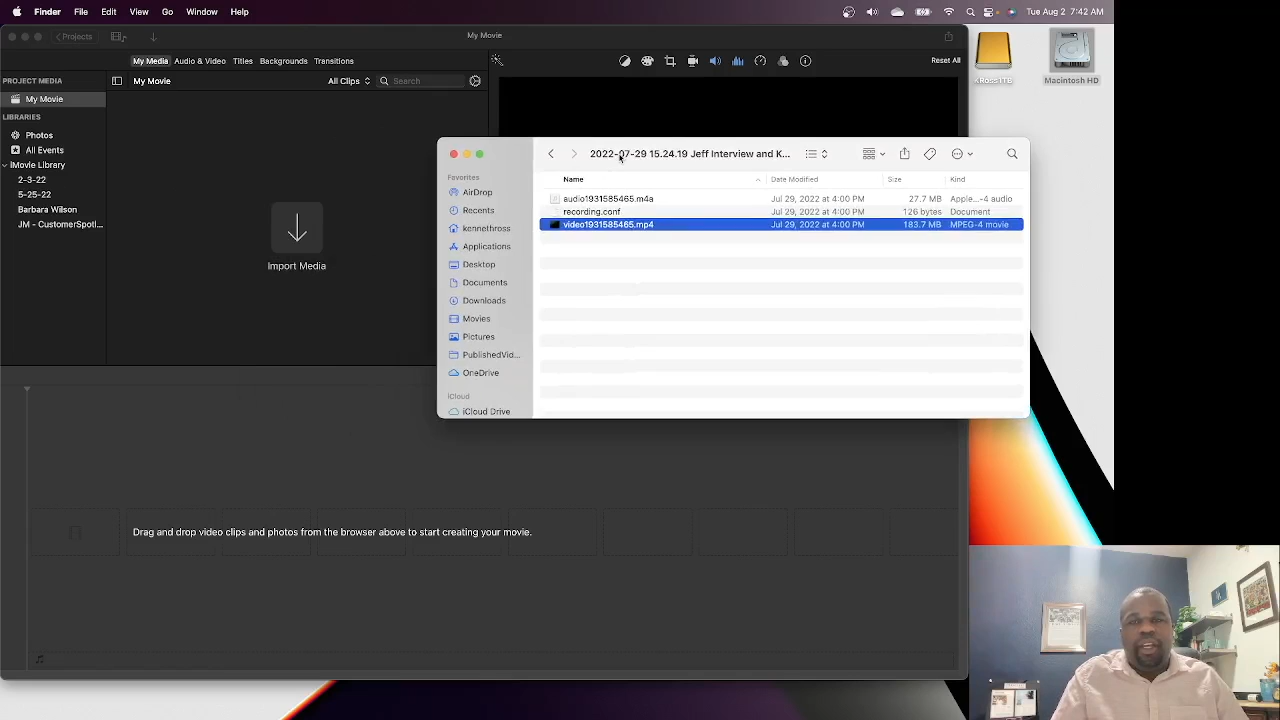 Finder File Edit View Go Window Help
Tue Aug 2 7:42 AM
Projects
My Movie
My Media Audio & Video Titles Backgrounds Transitions
Reset All
PROJECT MEDIA
My Movie
LIBRARIES
Photos
All Events
iMovie Library
2-3-22
5-25-22
Barbara Wilson
JM - CustomerSpotl
My Movie
All Clips
Search
Import Media
KRoss1TB
Macintosh HD
2022-07-29 15.24.19 Jeff Interview and K...
Favorites
AirDrop
Recents
kennethross
Applications
Desktop
Documents
Downloads
Movies
Pictures
PublishedVid...
OneDrive
iCloud
iCloud Drive
Name Date Modified Size Kind
audio1931585465.m4a Jul 29, 2022 at 4:00 PM 27.7 MB Apple...-4 audio
recording.conf Jul 29, 2022 at 4:00 PM 126 bytes Document
video1931585465.mp4 Jul 29, 2022 at 4:00 PM 183.7 MB MPEG-4 movie
Drag and drop video clips and photos from the browser above to start creating your movie.